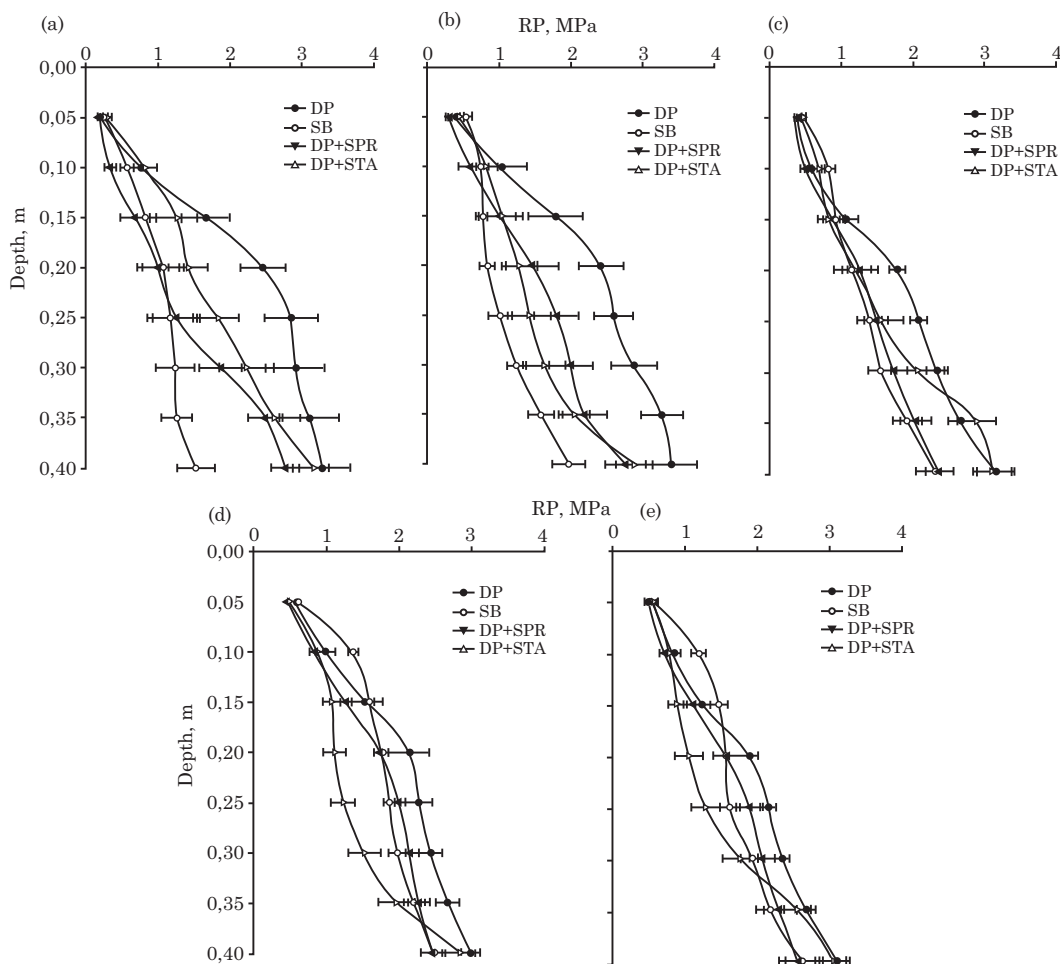 (a)
(b)
RP, MPa
(c)
0 1 2 3 4
0 1 2 3 4
0 1 2 3 4
0,00
0,05
0,10
0,15
0,20
0,25
0,30
0,35
0,40
Depth, m
DP
SB
DP+SPR
DP+STA
DP
SB
DP+SPR
DP+STA
DP
SB
DP+SPR
DP+STA
(d)
RP, MPa
(e)
0 1 2 3 4
0 1 2 3 4
0,00
0,05
0,10
0,15
0,20
0,25
0,30
0,35
0,40
Depth, m
DP
SB
DP+SPR
DP+STA
DP
SB
DP+SPR
DP+STA